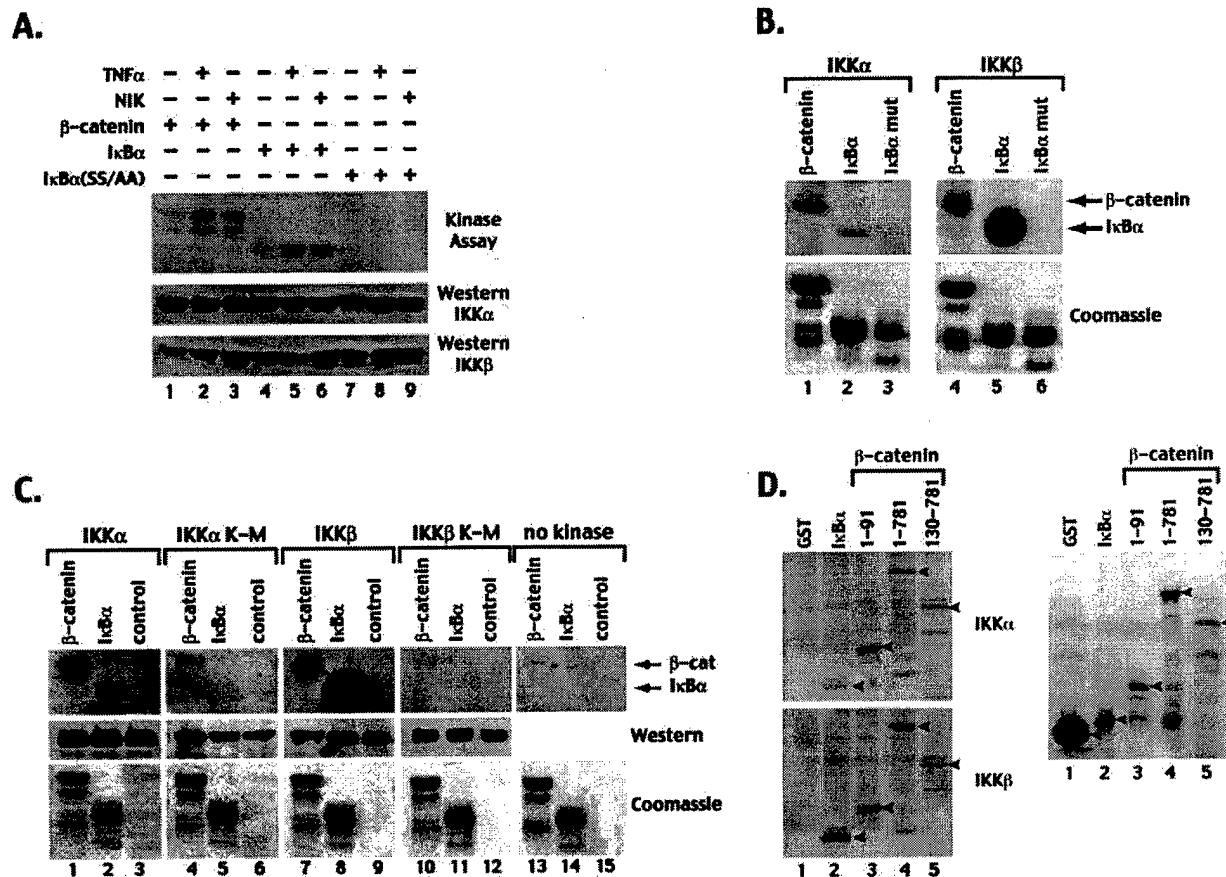 A.
TNFα – + – – + – – + –
NIK – – + – – + – – +
β–catenin + + + – – – – – –
IκBα – – – + + + – – –
IκBα(SS/AA) – – – – – – + + +
Kinase
Assay
Western
IKKα
Western
IKKβ
1 2 3 4 5 6 7 8 9
B.
IKKα IKKβ
β–catenin IκBα IκBα mut β–catenin IκBα IκBα mut
β–catenin
IκBα
Coomassie
1 2 3 4 5 6
C.
IKKα IKKα K–M IKKβ IKKβ K–M no kinase
β–catenin IκBα control β–catenin IκBα control β–catenin IκBα control β–catenin IκBα control β–catenin IκBα control
β–cat
IκBα
Western
Coomassie
1 2 3 4 5 6 7 8 9 10 11 12 13 14 15
D.
β–catenin
GST IκBα 1–91 1–781 130–781
IKKα
IKKβ
1 2 3 4 5
β–catenin
GST IκBα 1–91 1–781 130–781
1 2 3 4 5